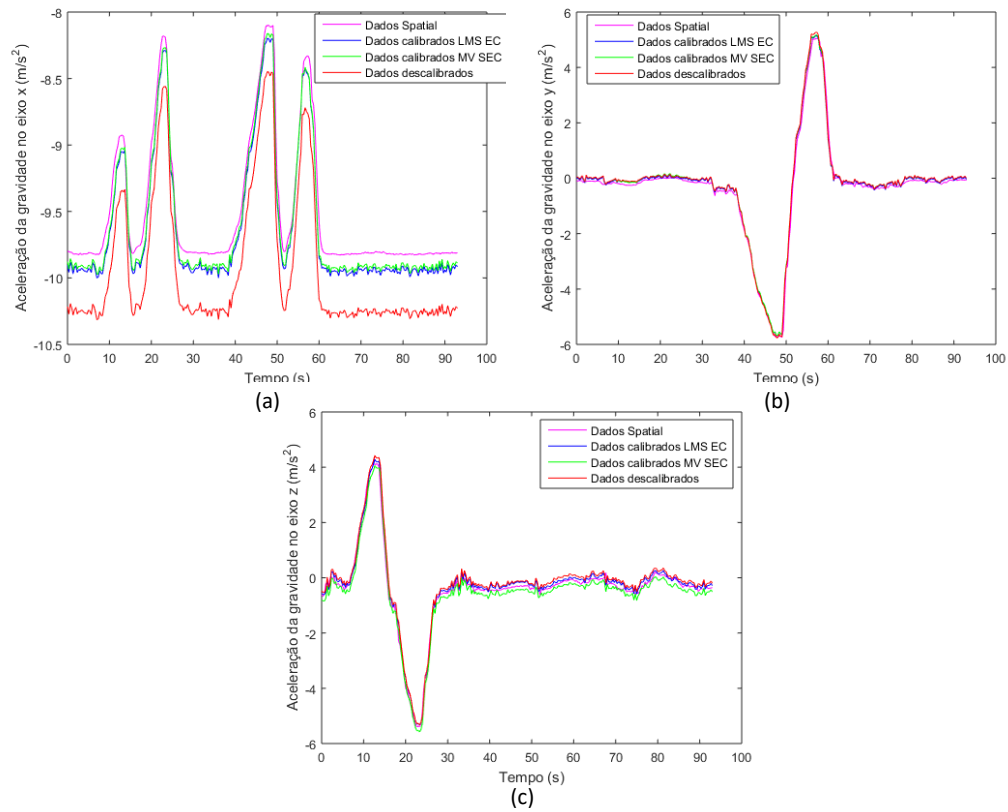 Aceleração da gravidade no eixo x (m/s²)
-8
-8.5
-9
-9.5
-10
-10.5
Dados Spatial
Dados calibrados LMS EC
Dados calibrados MV SEC
Dados descalibrados
0 10 20 30 40 50 60 70 80 90 100
Tempo (s)
(a)
Aceleração da gravidade no eixo y (m/s²)
6
4
2
0
-2
-4
-6
Dados Spatial
Dados calibrados LMS EC
Dados calibrados MV SEC
Dados descalibrados
0 10 20 30 40 50 60 70 80 90 100
Tempo (s)
(b)
Aceleração da gravidade no eixo z (m/s²)
6
4
2
0
-2
-4
-6
Dados Spatial
Dados calibrados LMS EC
Dados calibrados MV SEC
Dados descalibrados
0 10 20 30 40 50 60 70 80 90 100
Tempo (s)
(c)